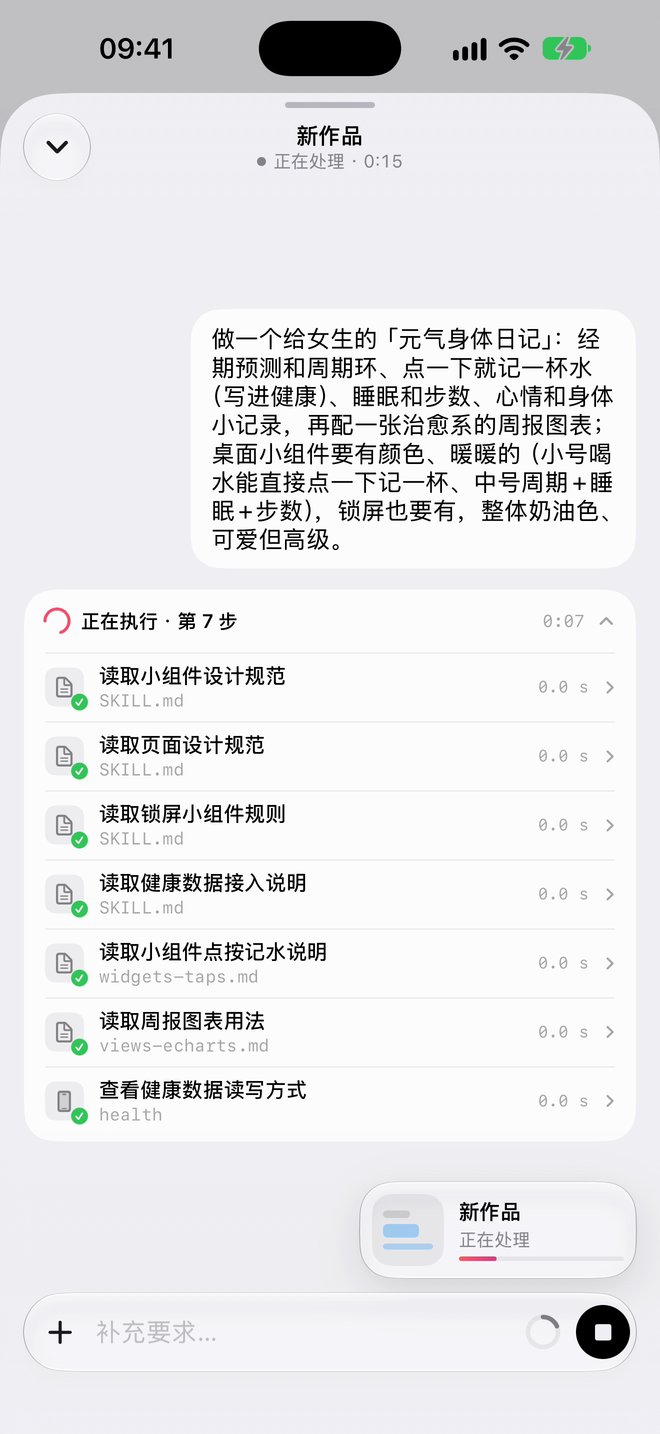 09:41
新作品
正在处理 · 0:15
做一个给女生的「元气身体日记」：经
期预测和周期环、点一下就记一杯水
（写进健康）、睡眠和步数、心情和身体
小记录，再配一张治愈系的周报图表；
桌面小组件要有颜色、暖暖的（小号喝
水能直接点一下记一杯、中号周期+睡
眠+步数），锁屏也要有，整体奶油色、
可爱但高级。
正在执行 · 第 7 步 0:07
读取小组件设计规范
SKILL.md 0.0 s
读取页面设计规范
SKILL.md 0.0 s
读取锁屏小组件规则
SKILL.md 0.0 s
读取健康数据接入说明
SKILL.md 0.0 s
读取小组件点按记水说明
widgets-taps.md 0.0 s
读取周报图表用法
views-echarts.md 0.0 s
查看健康数据读写方式
health 0.0 s
新作品
正在处理
补充要求...